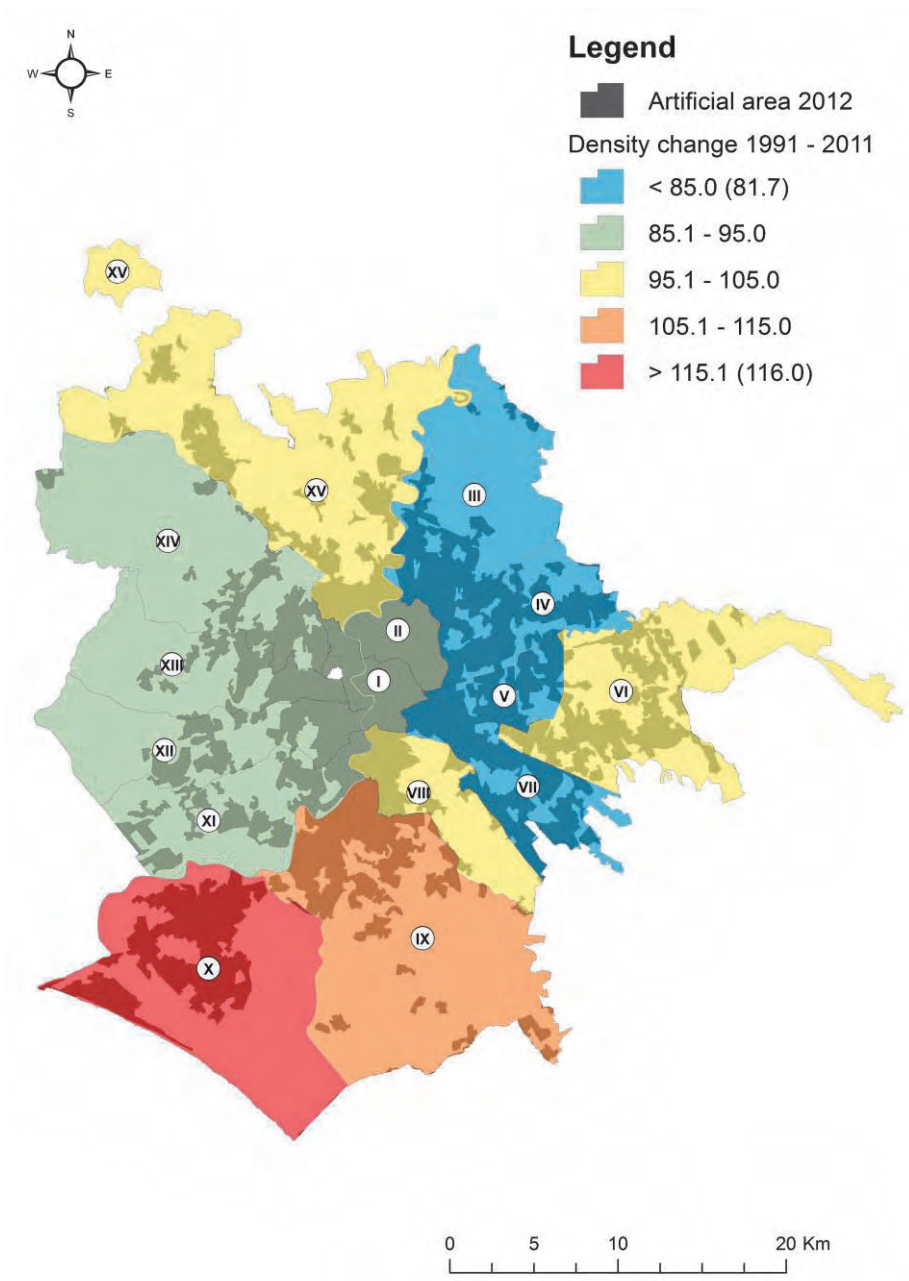 N
W E
S
Legend
Artificial area 2012
Density change 1991 - 2011
< 85.0 (81.7)
85.1 - 95.0
95.1 - 105.0
105.1 - 115.0
> 115.1 (116.0)
XV
XV
III
XIV
IV
II
XIII
I
VI
V
XII
VII
VIII
XI
IX
X
0 5 10 20 Km